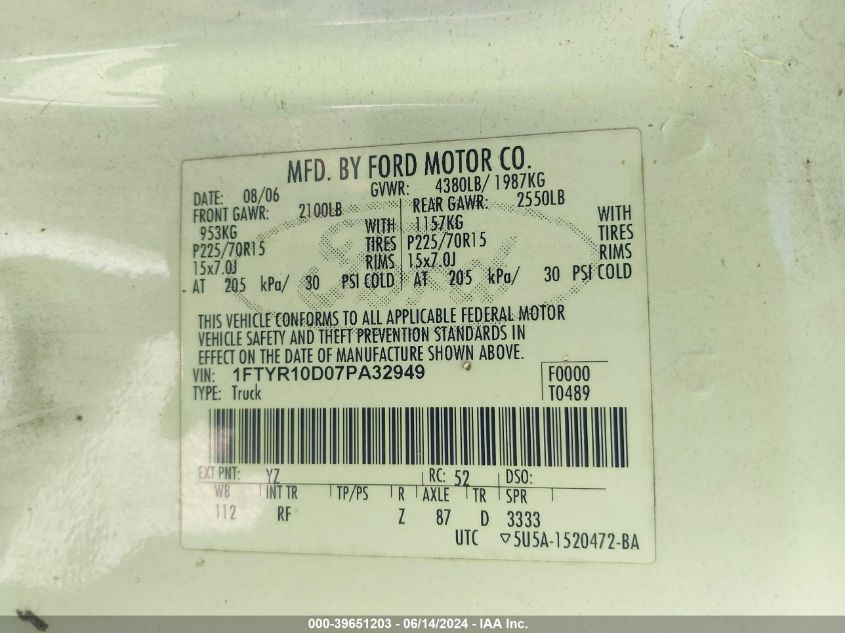 MFD. BY FORD MOTOR CO.
DATE: 08/06 GVWR: 4380LB/ 1987KG
FRONT GAWR: 2100LB REAR GAWR: 2550LB
953KG WITH 1157KG WITH
P225/70R15 TIRES P225/70R15 TIRES
15x7.0J RIMS 15x7.0J RIMS
AT 205 kPa/ 30 PSI COLD AT 205 kPa/ 30 PSI COLD
Ford
THIS VEHICLE CONFORMS TO ALL APPLICABLE FEDERAL MOTOR
VEHICLE SAFETY AND THEFT PREVENTION STANDARDS IN
EFFECT ON THE DATE OF MANUFACTURE SHOWN ABOVE.
VIN: 1FTYR10D07PA32949 F0000
TYPE: Truck T0489
EXT PNT: YZ RC: 52 DSO:
WB INT TR TP/PS R AXLE TR SPR
112 RF Z 87 D 3333
UTC ▽5U5A-1520472-BA
000-39651203 - 06/14/2024 - IAA Inc.